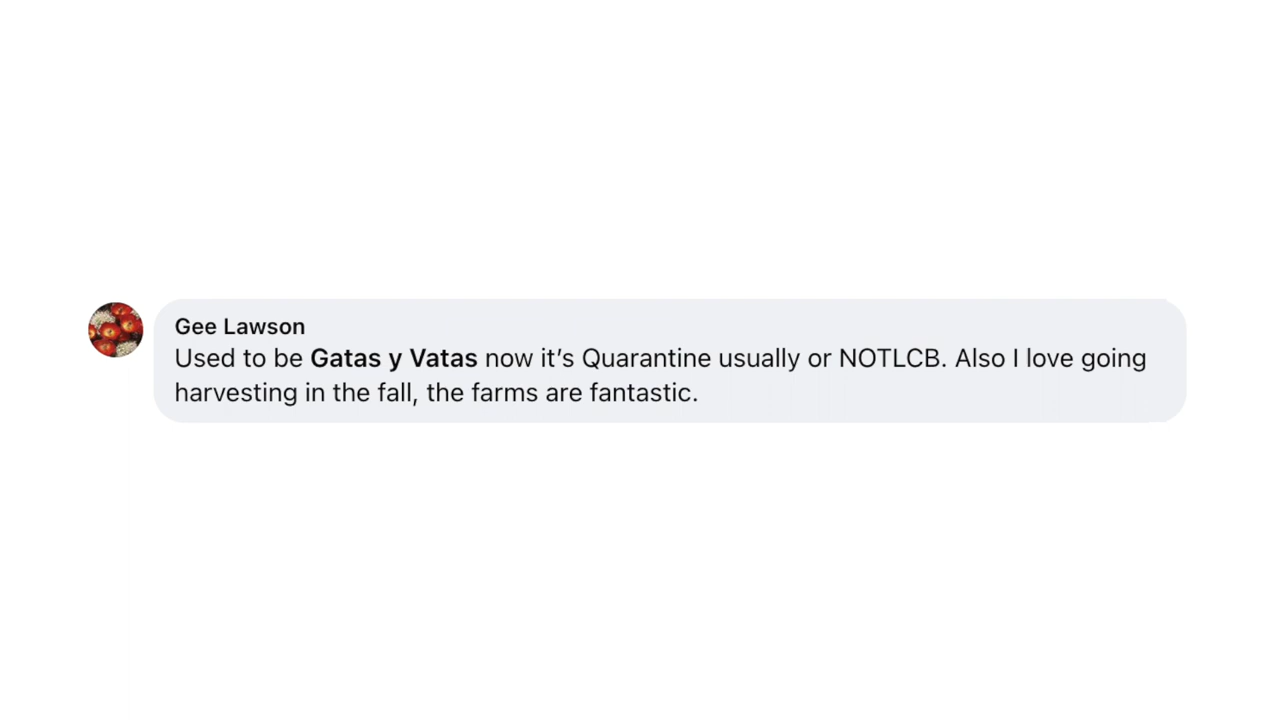 Gee Lawson
Used to be Gatas y Vatas now it’s Quarantine usually or NOTLCB. Also I love going
harvesting in the fall, the farms are fantastic.